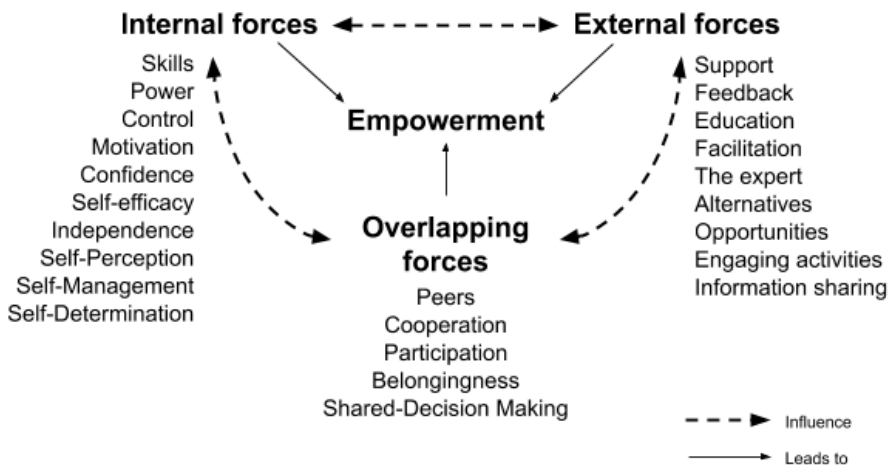 Internal forces
External forces
Skills
Power
Control
Motivation
Confidence
Self-efficacy
Independence
Self-Perception
Self-Management
Self-Determination
Empowerment
Support
Feedback
Education
Facilitation
The expert
Alternatives
Opportunities
Engaging activities
Information sharing
Overlapping
forces
Peers
Cooperation
Participation
Belongingness
Shared-Decision Making
Influence
Leads to